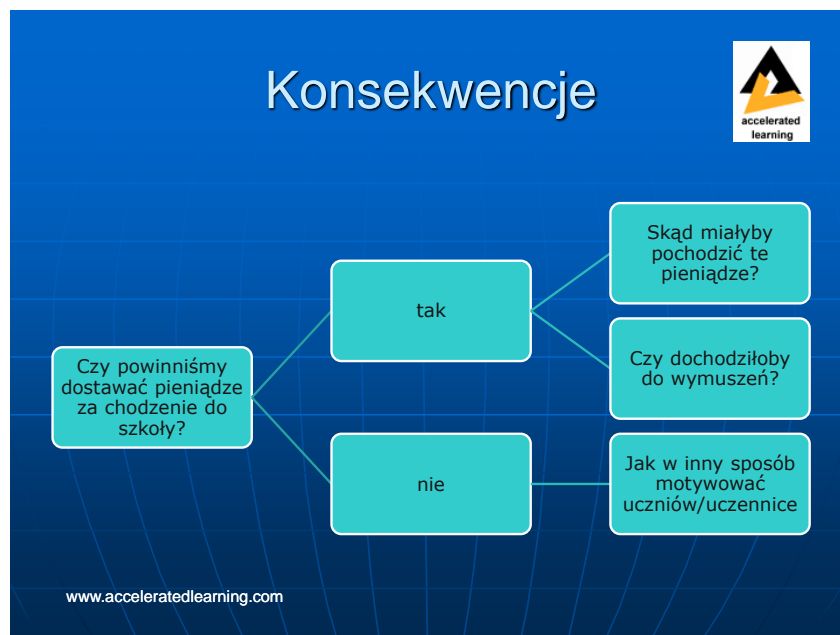 Konsekwencje
accelerated
learning
Skąd miałyby
pochodzić te
pieniądze?
tak
Czy dochodziłoby
do wymuszeń?
Czy powinniśmy
dostawać pieniądze
za chodzenie do
szkoły?
nie
Jak w inny sposób
motywować
uczniów/uczennice
www.acceleratedlearning.com